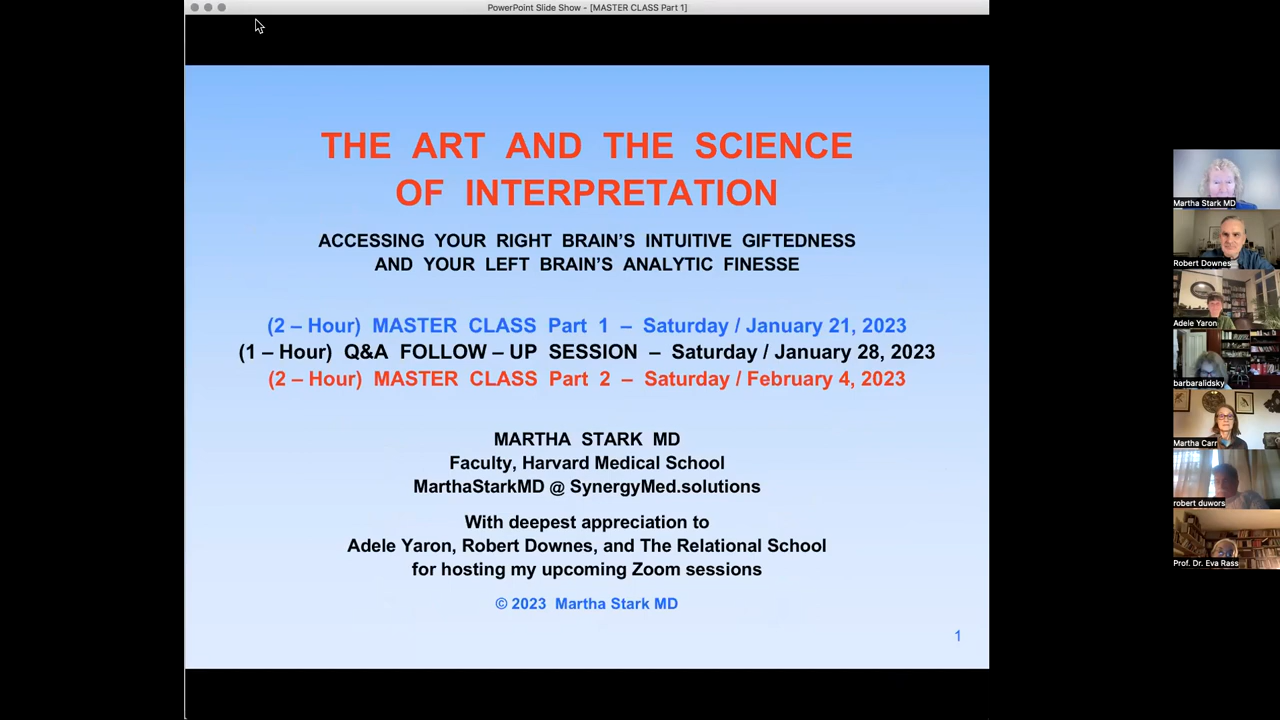 PowerPoint Slide Show - [MASTER CLASS Part 1]
THE ART AND THE SCIENCE
OF INTERPRETATION
ACCESSING YOUR RIGHT BRAIN'S INTUITIVE GIFTEDNESS
AND YOUR LEFT BRAIN'S ANALYTIC FINESSE
(2 – Hour) MASTER CLASS Part 1 – Saturday / January 21, 2023
(1 – Hour) Q&A FOLLOW – UP SESSION – Saturday / January 28, 2023
(2 – Hour) MASTER CLASS Part 2 – Saturday / February 4, 2023
MARTHA STARK MD
Faculty, Harvard Medical School
MarthaStarkMD @ SynergyMed.solutions
With deepest appreciation to
Adele Yaron, Robert Downes, and The Relational School
for hosting my upcoming Zoom sessions
© 2023 Martha Stark MD
1
Martha Stark MD
Robert Downes
Adele Yaron
barbaralidsky
Martha Carr
robert duwors
Prof. Dr. Eva Rass